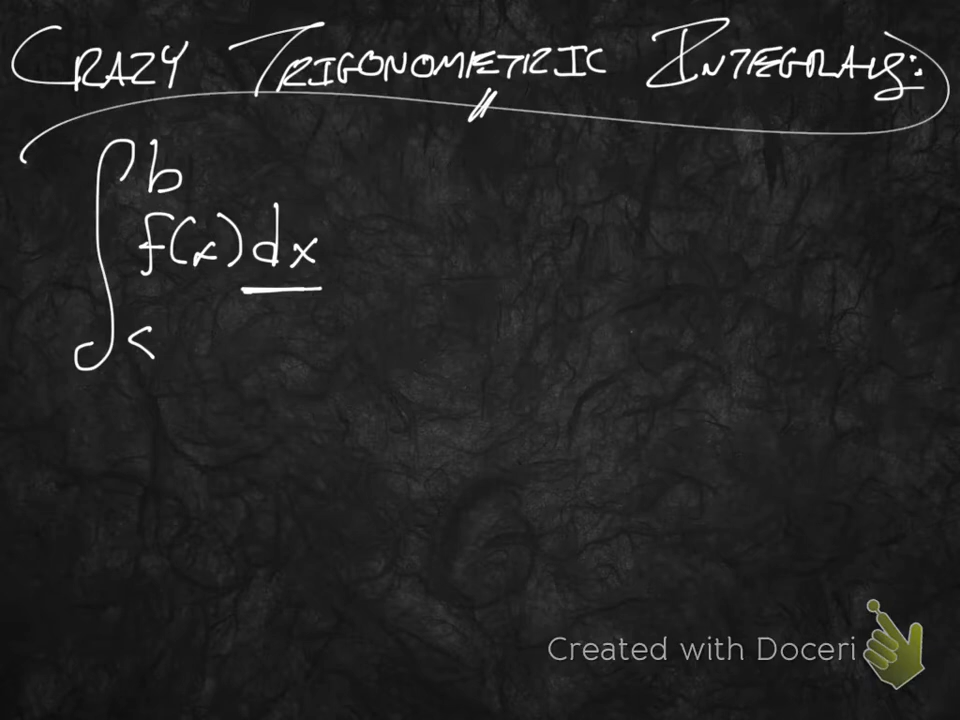 CRAZY TRIGONOMETRIC INTEGRALS:
∫ b
f(x) dx
<
Created with Doceri